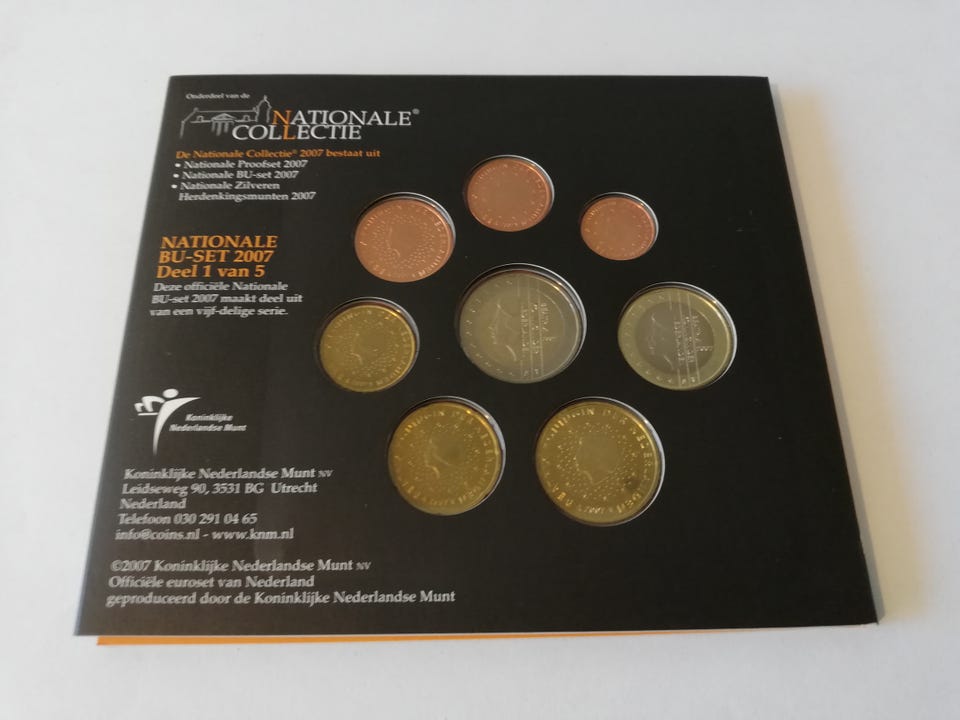 Onderdeel van de
NATIONALE®
COLLECTIE
De Nationale Collectie® 2007 bestaat uit
• Nationale Proofset 2007
• Nationale BU-set 2007
• Nationale Zilveren
Herdenkingsmunten 2007
NATIONALE
BU-SET 2007
Deel 1 van 5
Deze officiële Nationale
BU-set 2007 maakt deel uit
van een vijf-delige serie.
Koninklijke
Nederlandse Munt
Koninklijke Nederlandse Munt NV
Leidseweg 90, 3531 BG Utrecht
Nederland
Telefoon 030 291 04 65
info@coins.nl - www.knm.nl
©2007 Koninklijke Nederlandse Munt NV
Officiële euroset van Nederland
geproduceerd door de Koninklijke Nederlandse Munt